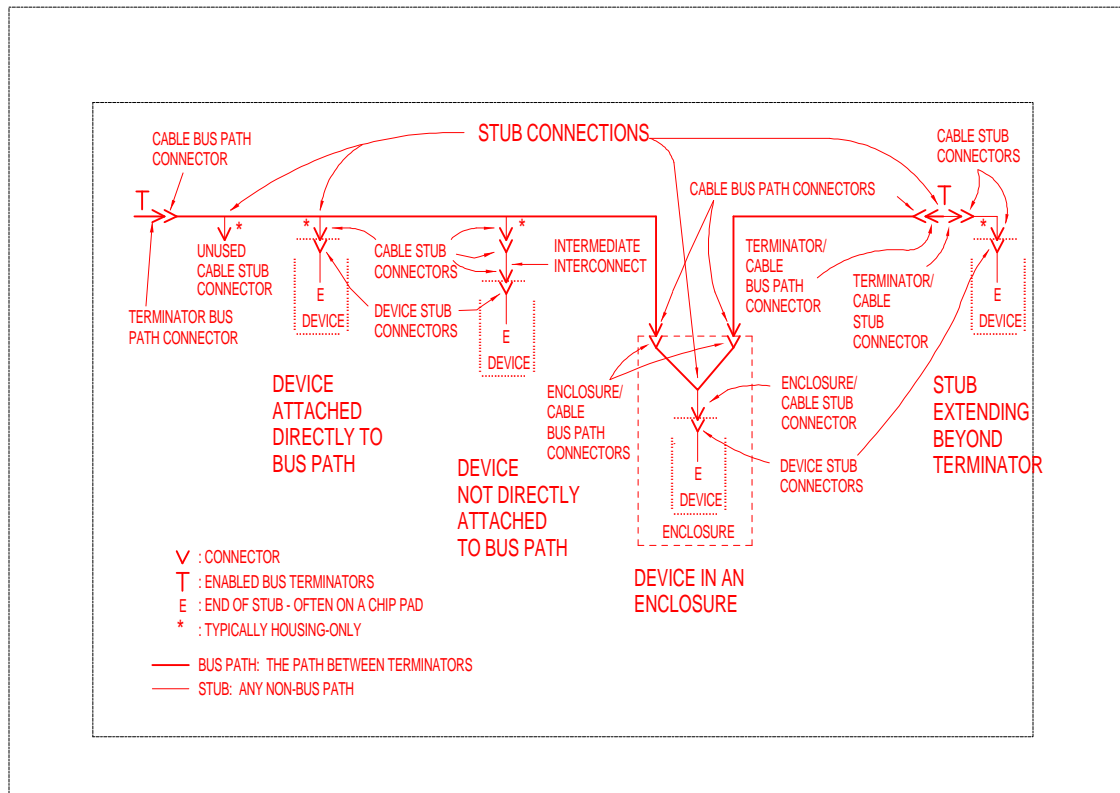 STUB CONNECTIONS
CABLE BUS PATH
CONNECTOR
CABLE STUB
CONNECTORS
T
T
CABLE BUS PATH CONNECTORS
*
*
*
*
UNUSED
CABLE STUB
CONNECTOR
CABLE STUB
CONNECTORS
INTERMEDIATE
INTERCONNECT
TERMINATOR/
CABLE
BUS PATH
CONNECTOR
TERMINATOR/
CABLE
STUB
CONNECTOR
TERMINATOR BUS
PATH CONNECTOR
E
DEVICE
DEVICE STUB
CONNECTORS
E
DEVICE
E
DEVICE
DEVICE
ATTACHED
DIRECTLY TO
BUS PATH
ENCLOSURE/
CABLE
BUS PATH
CONNECTORS
ENCLOSURE/
CABLE STUB
CONNECTOR
STUB
EXTENDING
BEYOND
TERMINATOR
DEVICE
NOT DIRECTLY
ATTACHED
TO BUS PATH
E
DEVICE
ENCLOSURE
DEVICE STUB
CONNECTORS
DEVICE IN AN
ENCLOSURE
: CONNECTOR
T : ENABLED BUS TERMINATORS
E : END OF STUB - OFTEN ON A CHIP PAD
* : TYPICALLY HOUSING-ONLY
BUS PATH: THE PATH BETWEEN TERMINATORS
STUB: ANY NON-BUS PATH